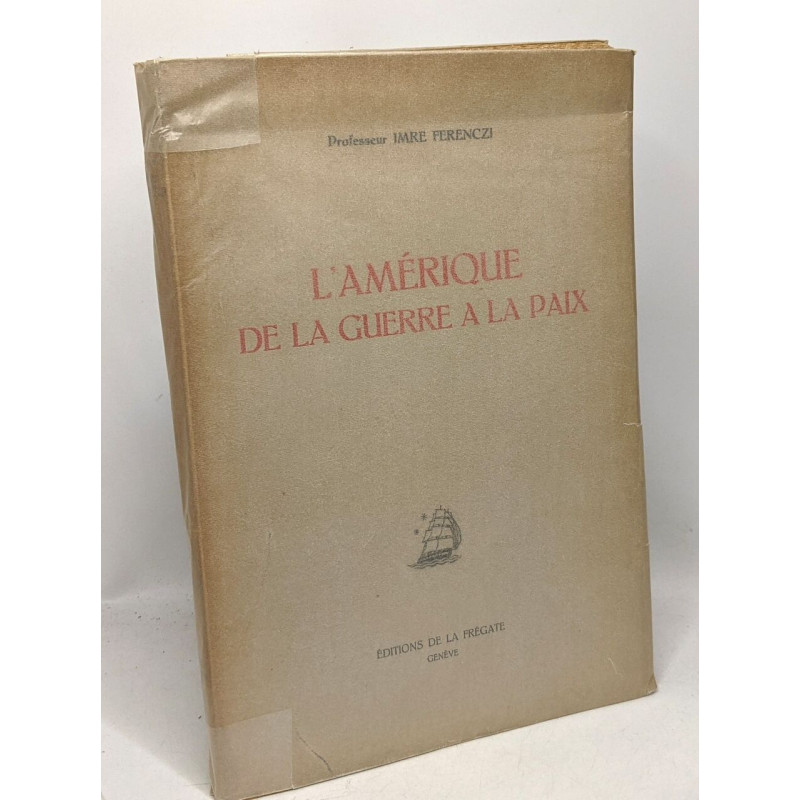 Professeur IMRE FERENCZI
L'AMÉRIQUE
DE LA GUERRE A LA PAIX
ÉDITIONS DE LA FRÉGATE
GENÈVE